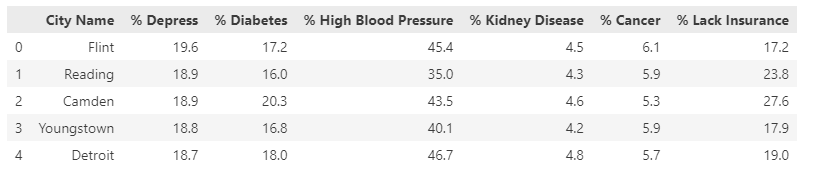 City Name % Depress % Diabetes % High Blood Pressure % Kidney Disease % Cancer % Lack Insurance
0 Flint 19.6 17.2 45.4 4.5 6.1 17.2
1 Reading 18.9 16.0 35.0 4.3 5.9 23.8
2 Camden 18.9 20.3 43.5 4.6 5.3 27.6
3 Youngstown 18.8 16.8 40.1 4.2 5.9 17.9
4 Detroit 18.7 18.0 46.7 4.8 5.7 19.0